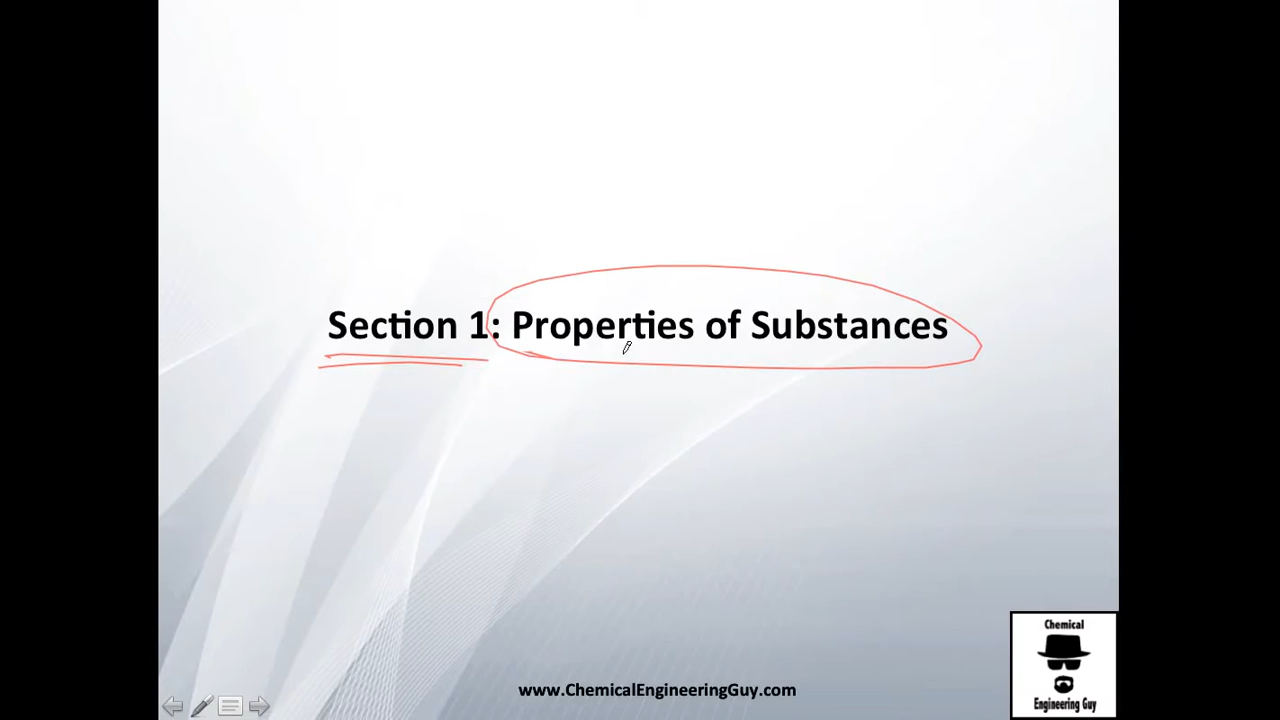 Section 1: Properties of Substances
www.ChemicalEngineeringGuy.com
Chemical
Engineering Guy